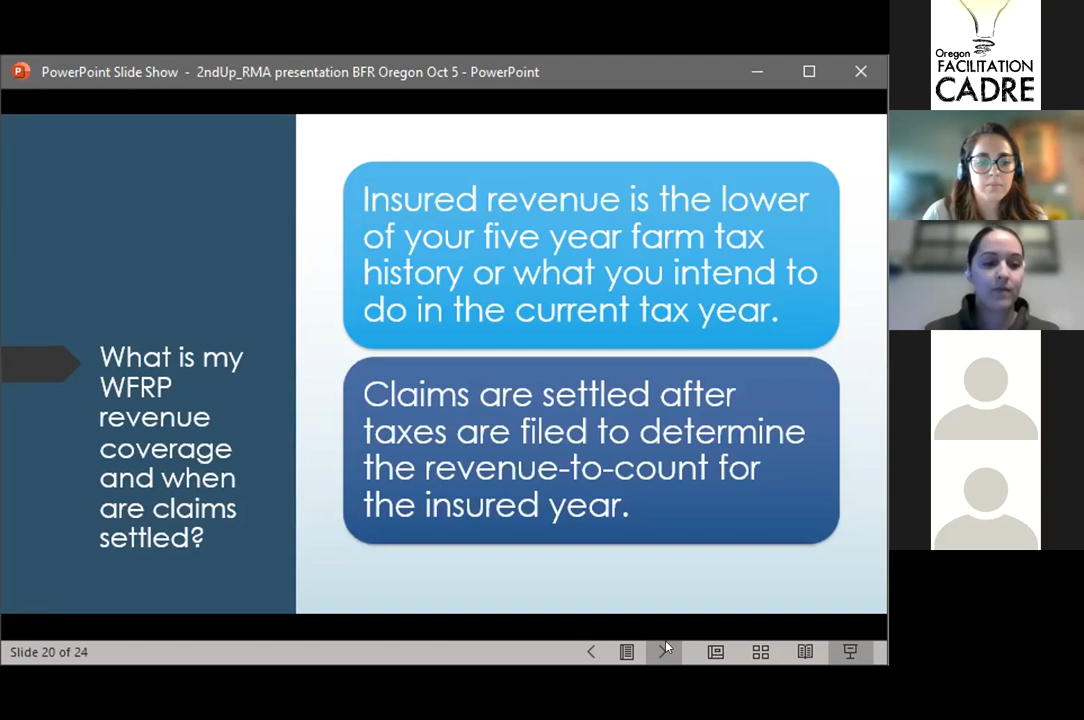 PowerPoint Slide Show - 2ndUp_RMA presentation BFR Oregon Oct 5 - PowerPoint
Oregon
FACILITATION
CADRE
What is my
WFRP
revenue
coverage
and when
are claims
settled?
Insured revenue is the lower
of your five year farm tax
history or what you intend to
do in the current tax year.
Claims are settled after
taxes are filed to determine
the revenue-to-count for
the insured year.
Slide 20 of 24